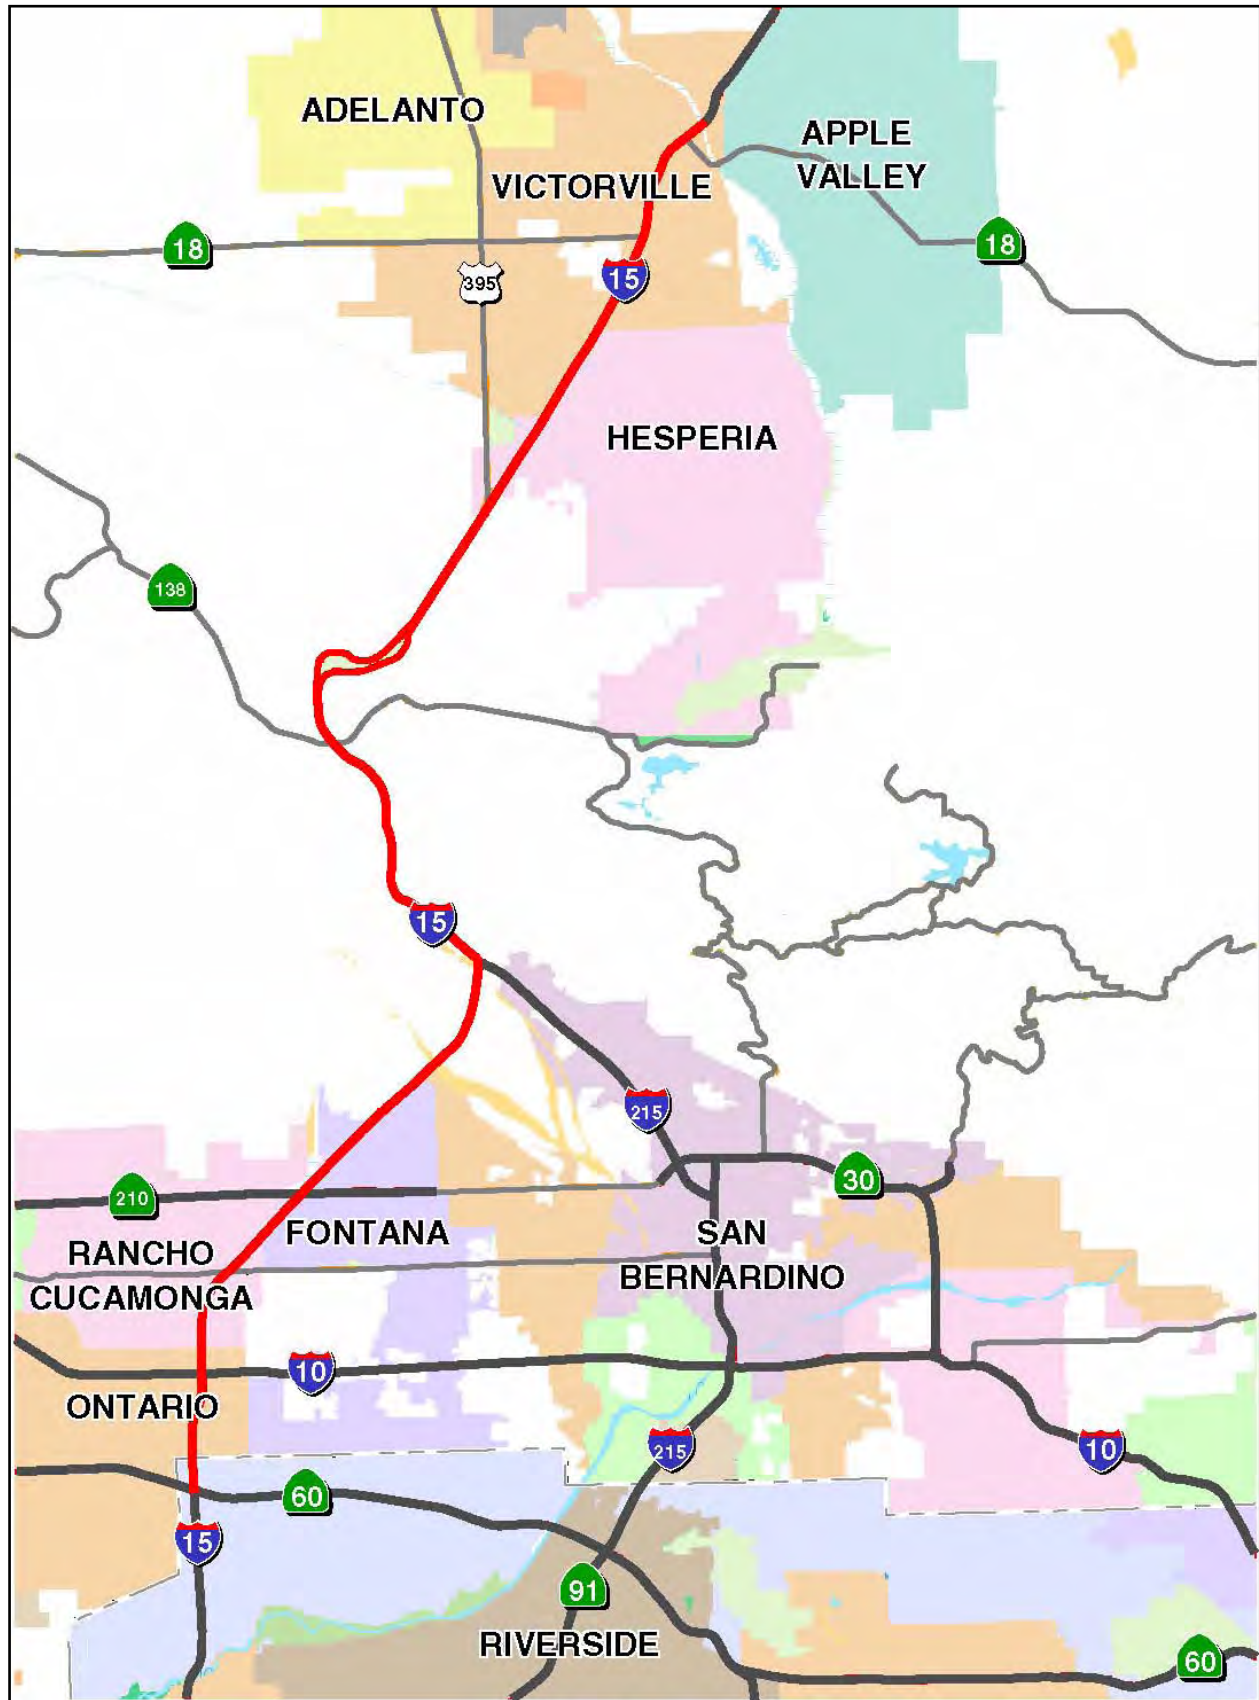 ADELANTO
APPLE
VALLEY
VICTORVILLE
18
18
395
15
HESPERIA
138
15
215
30
210
FONTANA
SAN
BERNARDINO
RANCHO
CUCAMONGA
10
ONTARIO
215
10
60
15
91
RIVERSIDE
60